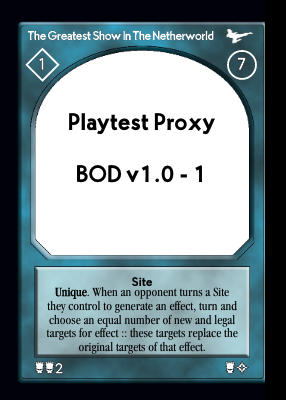 The Greatest Show In The Netherworld
1
7
Playtest Proxy
BOD v1.0 - 1
Site
Unique. When an opponent turns a Site
they control to generate an effect, turn and
choose an equal number of new and legal
targets for effect :: these targets replace the
original targets of that effect.
2